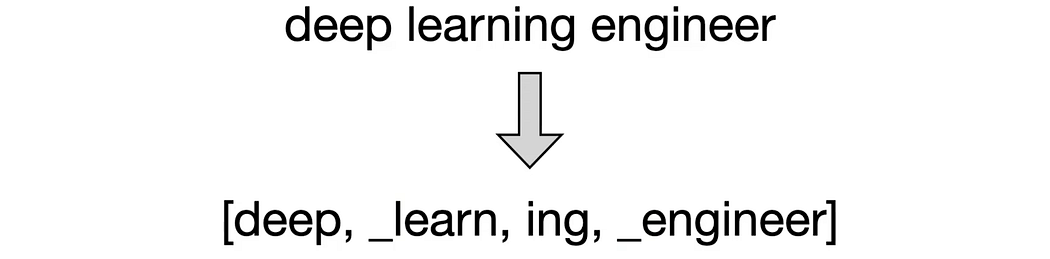 deep learning engineer
[deep, _learn, ing, _engineer]